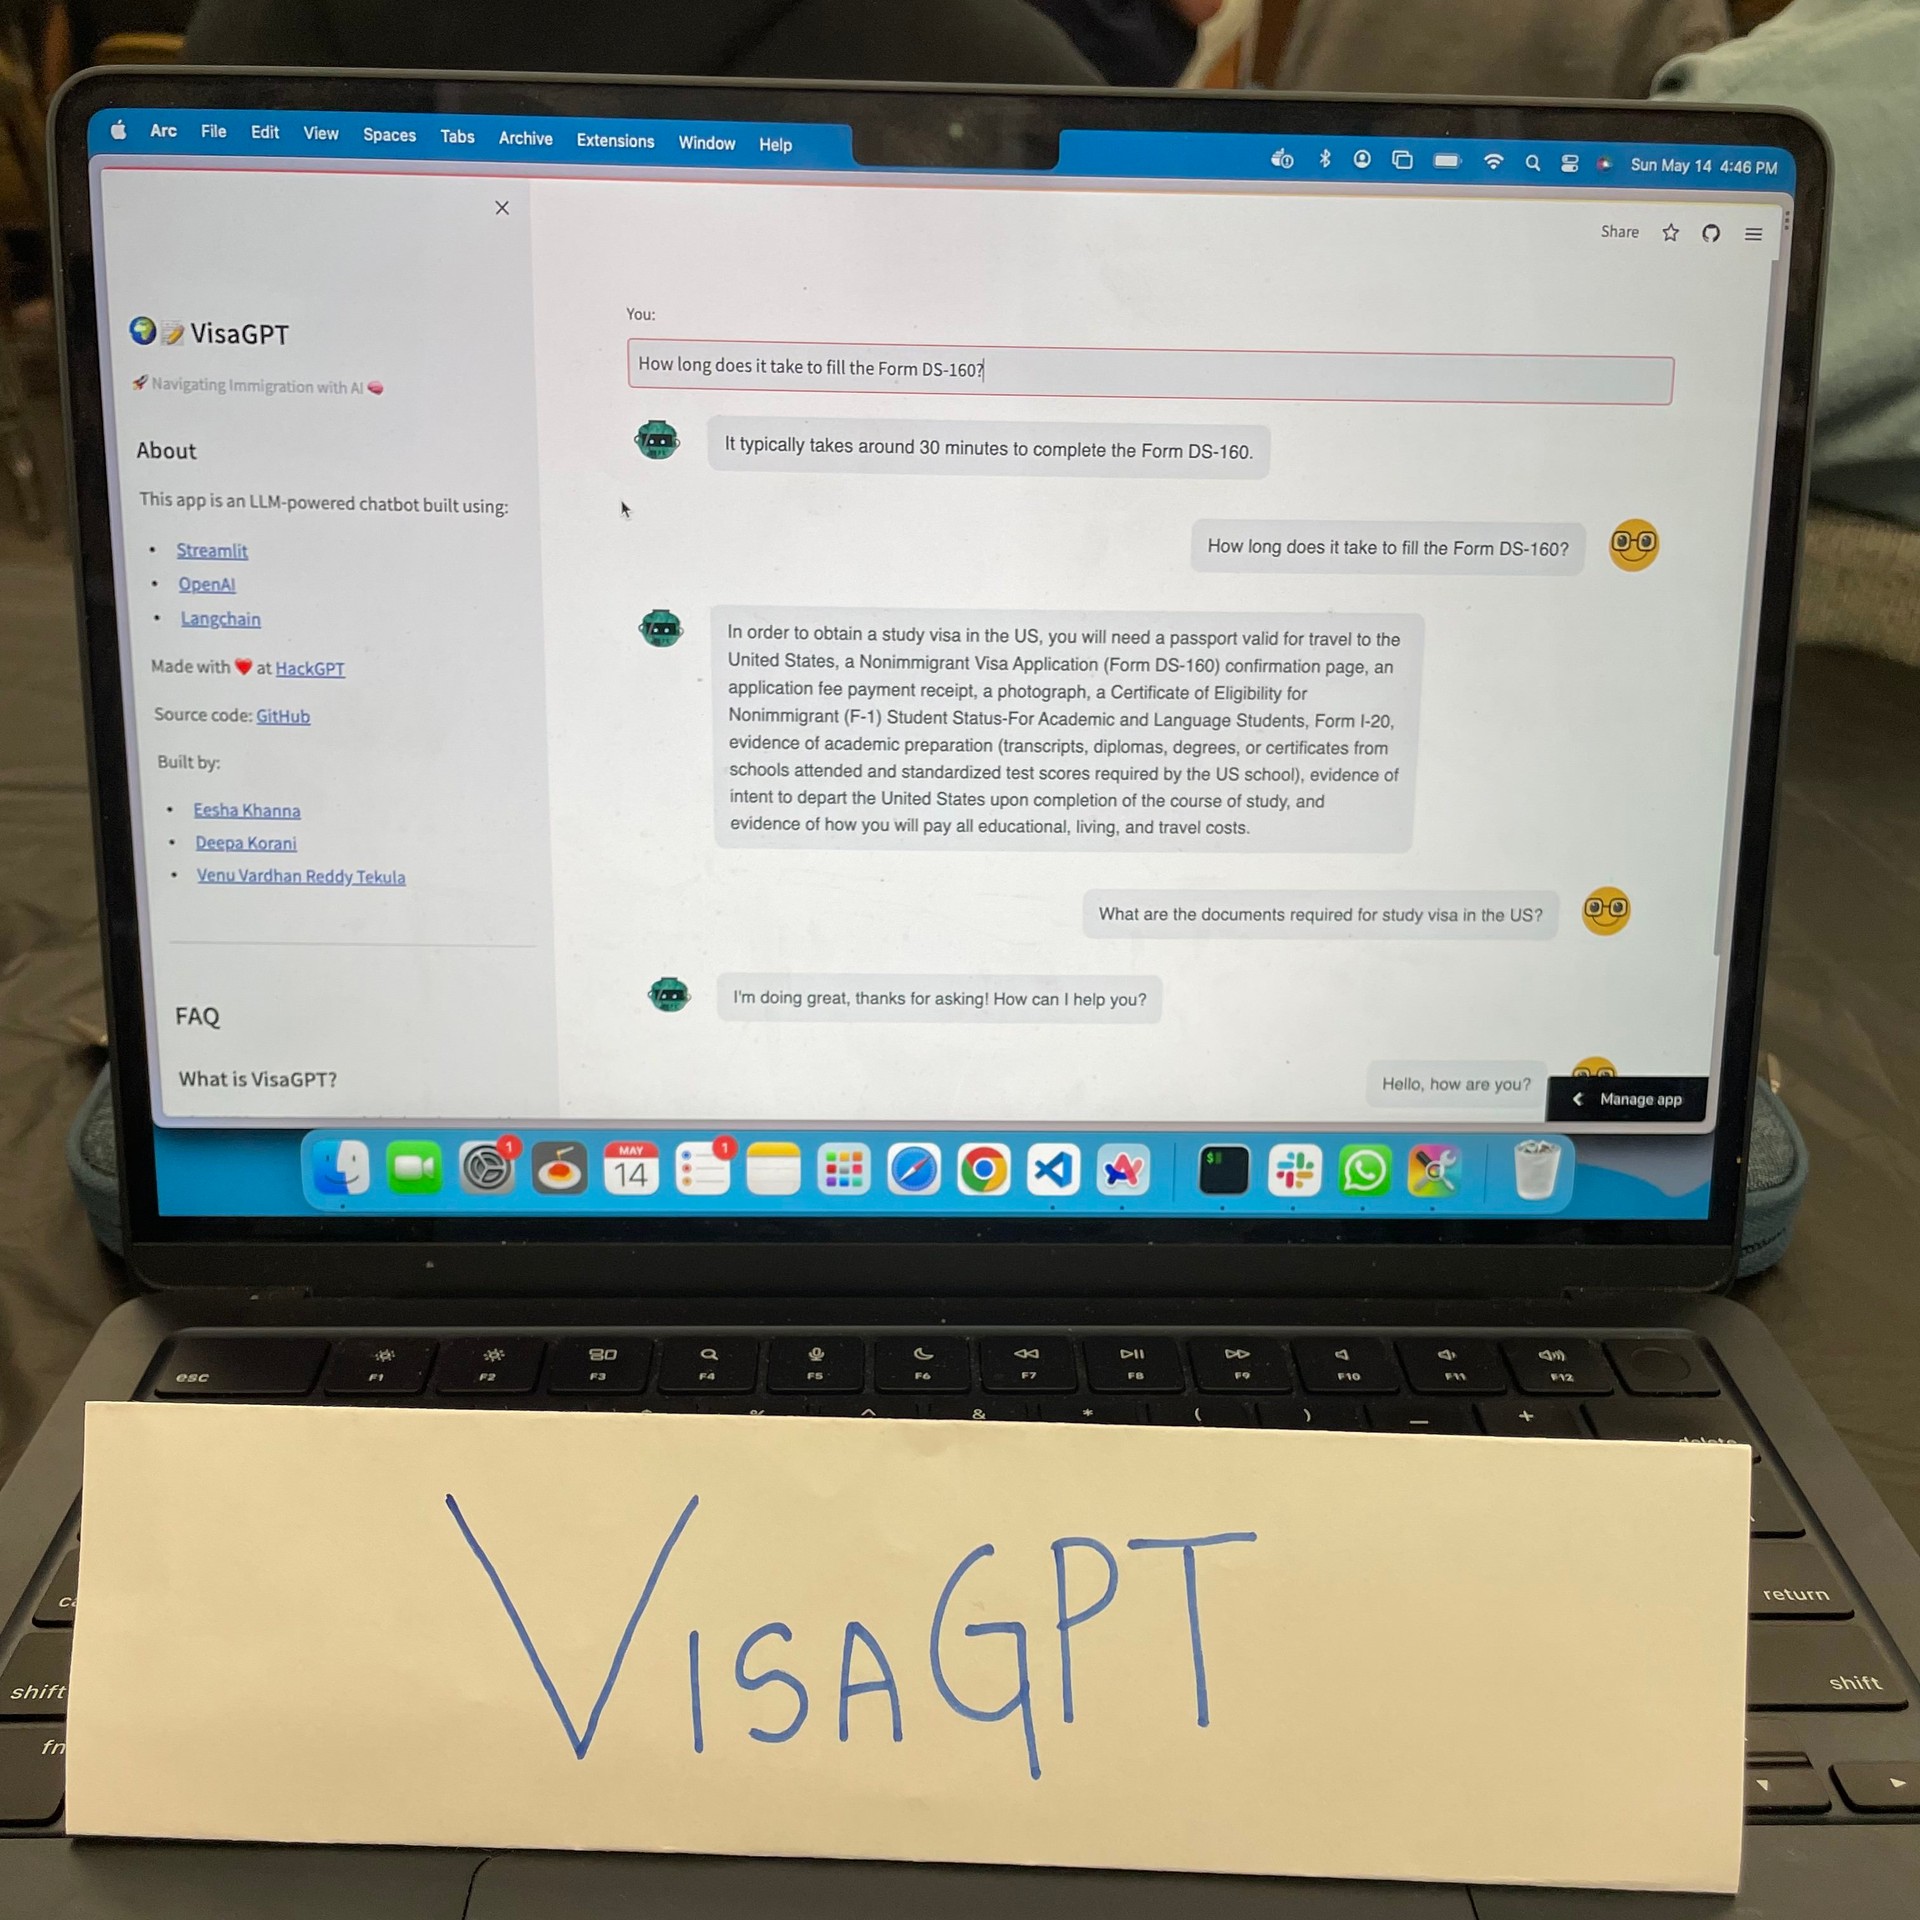 Arc File Edit View Spaces Tabs Archive Extensions Window Help
Sun May 14 4:46 PM
Share
VisaGPT
Navigating Immigration with AI
About
This app is an LLM-powered chatbot built using:
• Streamlit
• OpenAI
• Langchain
Made with ❤️ at HackGPT
Source code: GitHub
Built by:
• Eesha Khanna
• Deepa Korani
• Venu Vardhan Reddy Tekula
FAQ
What is VisaGPT?
You:
How long does it take to fill the Form DS-160?
It typically takes around 30 minutes to complete the Form DS-160.
How long does it take to fill the Form DS-160?
In order to obtain a study visa in the US, you will need a passport valid for travel to the
United States, a Nonimmigrant Visa Application (Form DS-160) confirmation page, an
application fee payment receipt, a photograph, a Certificate of Eligibility for
Nonimmigrant (F-1) Student Status-For Academic and Language Students, Form I-20,
evidence of academic preparation (transcripts, diplomas, degrees, or certificates from
schools attended and standardized test scores required by the US school), evidence of
intent to depart the United States upon completion of the course of study, and
evidence of how you will pay all educational, living, and travel costs.
What are the documents required for study visa in the US?
I'm doing great, thanks for asking! How can I help you?
Hello, how are you?
Manage app
1
MAY
14
1
esc F1 F2 F3 F4 F5 F6 F7 F8 F9 F10 F11 F12
% ^ & * ( ) _ +
delete
return
shift
shift
fn
VISAGPT